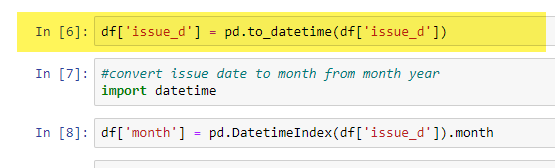 In [6]: df['issue_d'] = pd.to_datetime(df['issue_d'])
In [7]: #convert issue date to month from month year
import datetime
In [8]: df['month'] = pd.DatetimeIndex(df['issue_d']).month